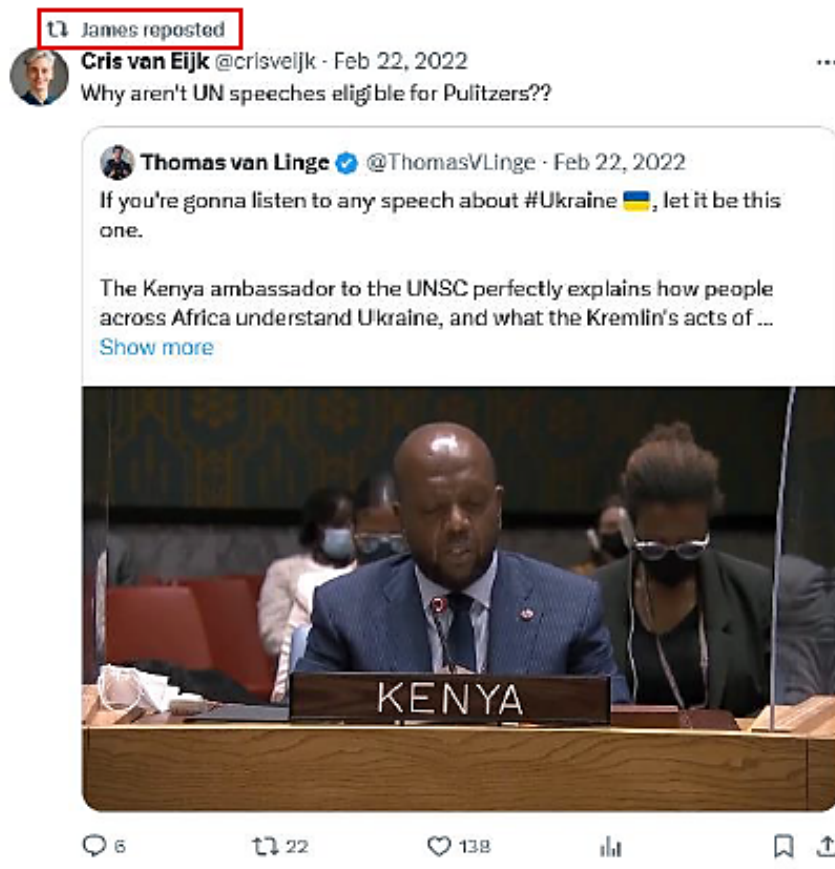 James reposted
Cris van Eijk @crisveijk · Feb 22, 2022
Why aren't UN speeches eligible for Pulitzers??
Thomas van Linge @ThomasVLinge · Feb 22, 2022
If you're gonna listen to any speech about #Ukraine 🇺🇦, let it be this
one.
The Kenya ambassador to the UNSC perfectly explains how people
across Africa understand Ukraine, and what the Kremlin's acts of ...
Show more
KENYA
6 22 138